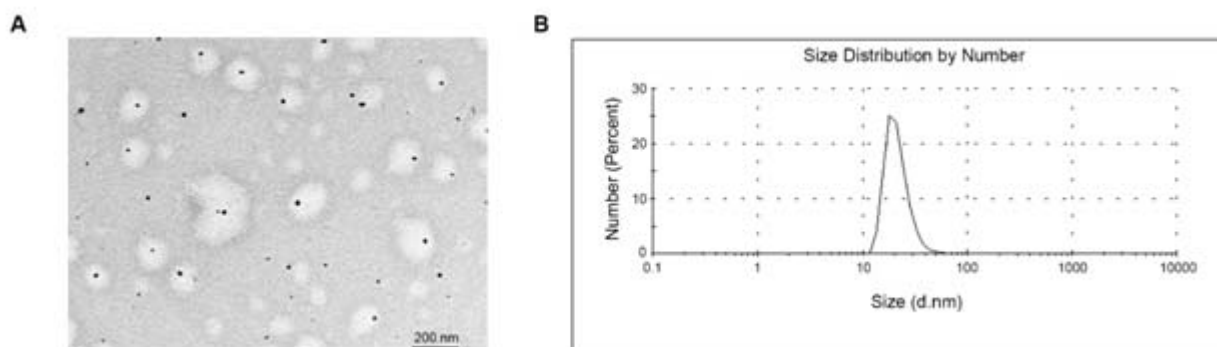 A
B
200 nm
Size Distribution by Number
Number (Percent)
30
20
10
0
0.1
1
10
100
1000
10000
Size (d.nm)